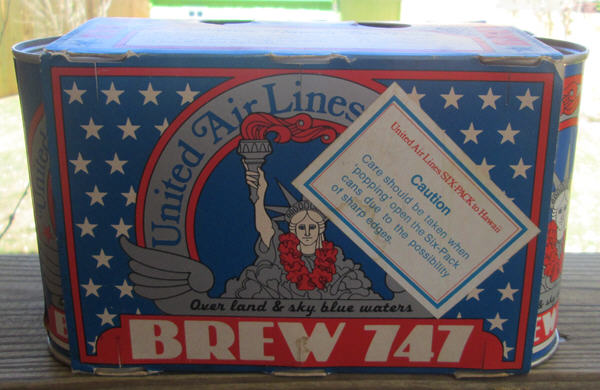 United Air Lines
United Air Lines SIX-PACK to Hawaii
Caution
Care should be taken when
'popping' open the Six-Pack
cans due to the possibility
of sharp edges.
Over land & sky blue waters
BREW 747